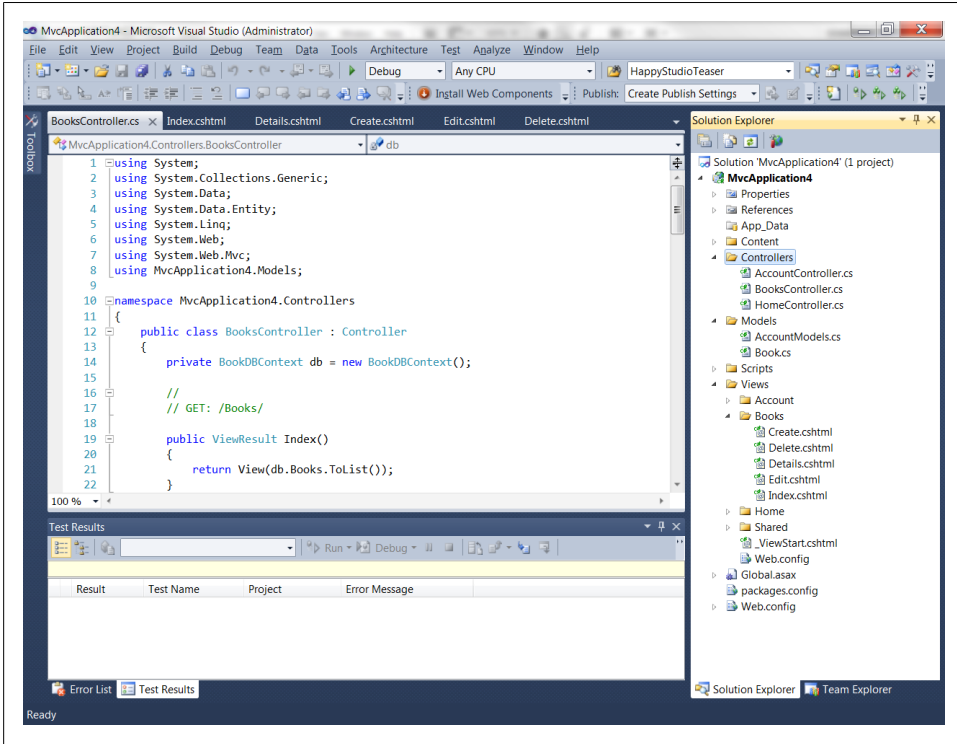 MvcApplication4 - Microsoft Visual Studio (Administrator)
File Edit View Project Build Debug Team Data Tools Architecture Test Analyze Window Help
Debug Any CPU HappyStudioTeaser
Install Web Components Publish: Create Publish Settings
Toolbox
BooksController.cs Index.cshtml Details.cshtml Create.cshtml Edit.cshtml Delete.cshtml
MvcApplication4.Controllers.BooksController db
1 using System;
2 using System.Collections.Generic;
3 using System.Data;
4 using System.Data.Entity;
5 using System.Linq;
6 using System.Web;
7 using System.Web.Mvc;
8 using MvcApplication4.Models;
9
10 namespace MvcApplication4.Controllers
11 {
12 public class BooksController : Controller
13 {
14 private BookDBContext db = new BookDBContext();
15
16 //
17 // GET: /Books/
18
19 public ViewResult Index()
20 {
21 return View(db.Books.ToList());
22 }
100 %
Test Results
Run Debug
Result Test Name Project Error Message
Error List Test Results
Solution Explorer
Solution 'MvcApplication4' (1 project)
MvcApplication4
Properties
References
App_Data
Content
Controllers
AccountController.cs
BooksController.cs
HomeController.cs
Models
AccountModels.cs
Book.cs
Scripts
Views
Account
Books
Create.cshtml
Delete.cshtml
Details.cshtml
Edit.cshtml
Index.cshtml
Home
Shared
_ViewStart.cshtml
Web.config
Global.asax
packages.config
Web.config
Solution Explorer Team Explorer
Ready